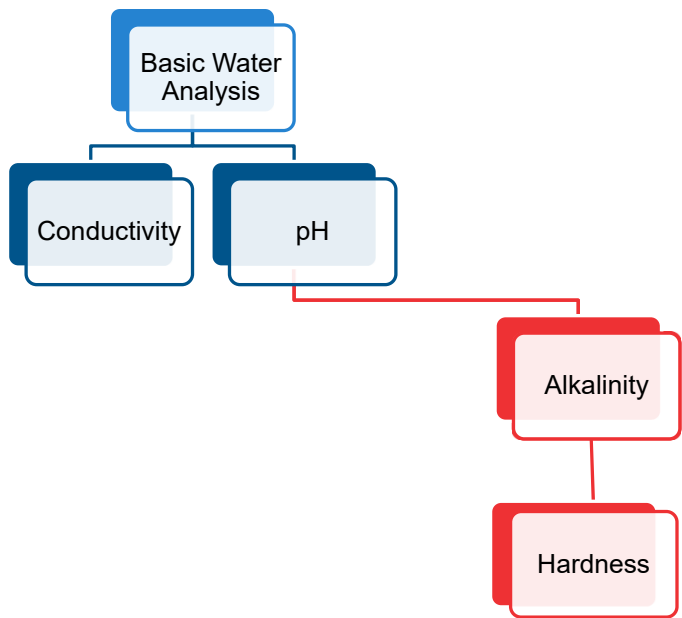 Basic Water
Analysis
Conductivity
pH
Alkalinity
Hardness